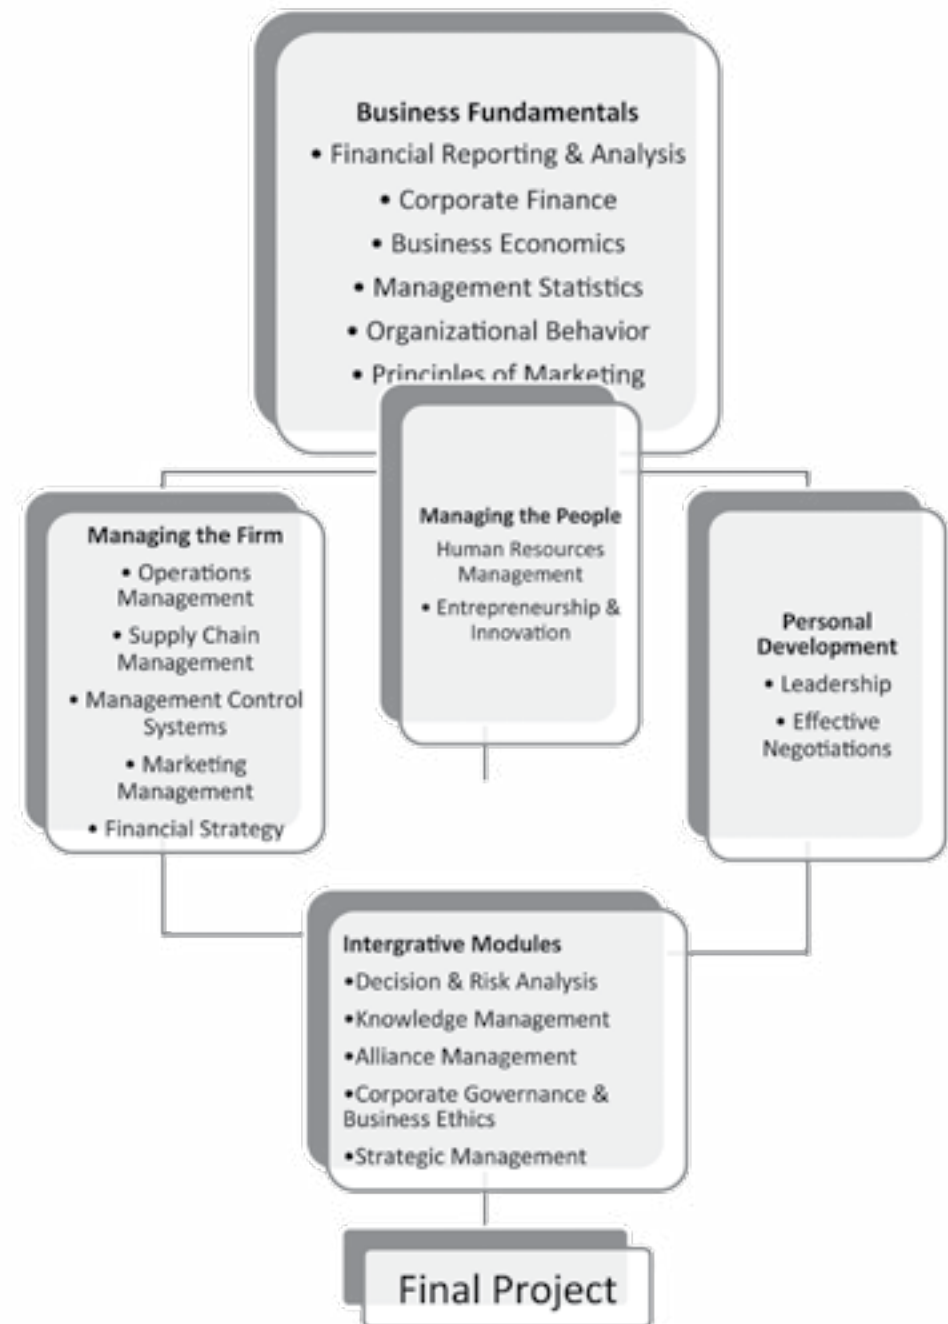 Business Fundamentals
• Financial Reporting & Analysis
• Corporate Finance
• Business Economics
• Management Statistics
• Organizational Behavior
• Principles of Marketing
Managing the Firm
• Operations
Management
• Supply Chain
Management
• Management Control
Systems
• Marketing
Management
• Financial Strategy
Managing the People
Human Resources
Management
• Entrepreneurship &
Innovation
Personal
Development
• Leadership
• Effective
Negotiations
Intergrative Modules
•Decision & Risk Analysis
•Knowledge Management
•Alliance Management
•Corporate Governance &
Business Ethics
•Strategic Management
Final Project